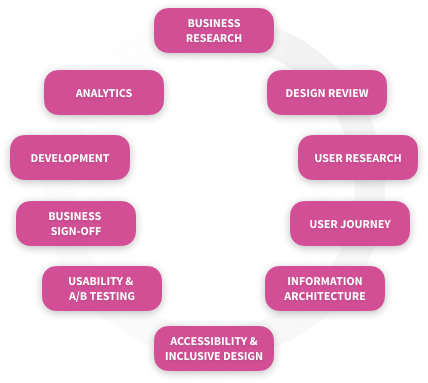 BUSINESS
RESEARCH
ANALYTICS
DESIGN REVIEW
DEVELOPMENT
USER RESEARCH
BUSINESS
SIGN-OFF
USER JOURNEY
USABILITY &
A/B TESTING
INFORMATION
ARCHITECTURE
ACCESSIBILITY &
INCLUSIVE DESIGN